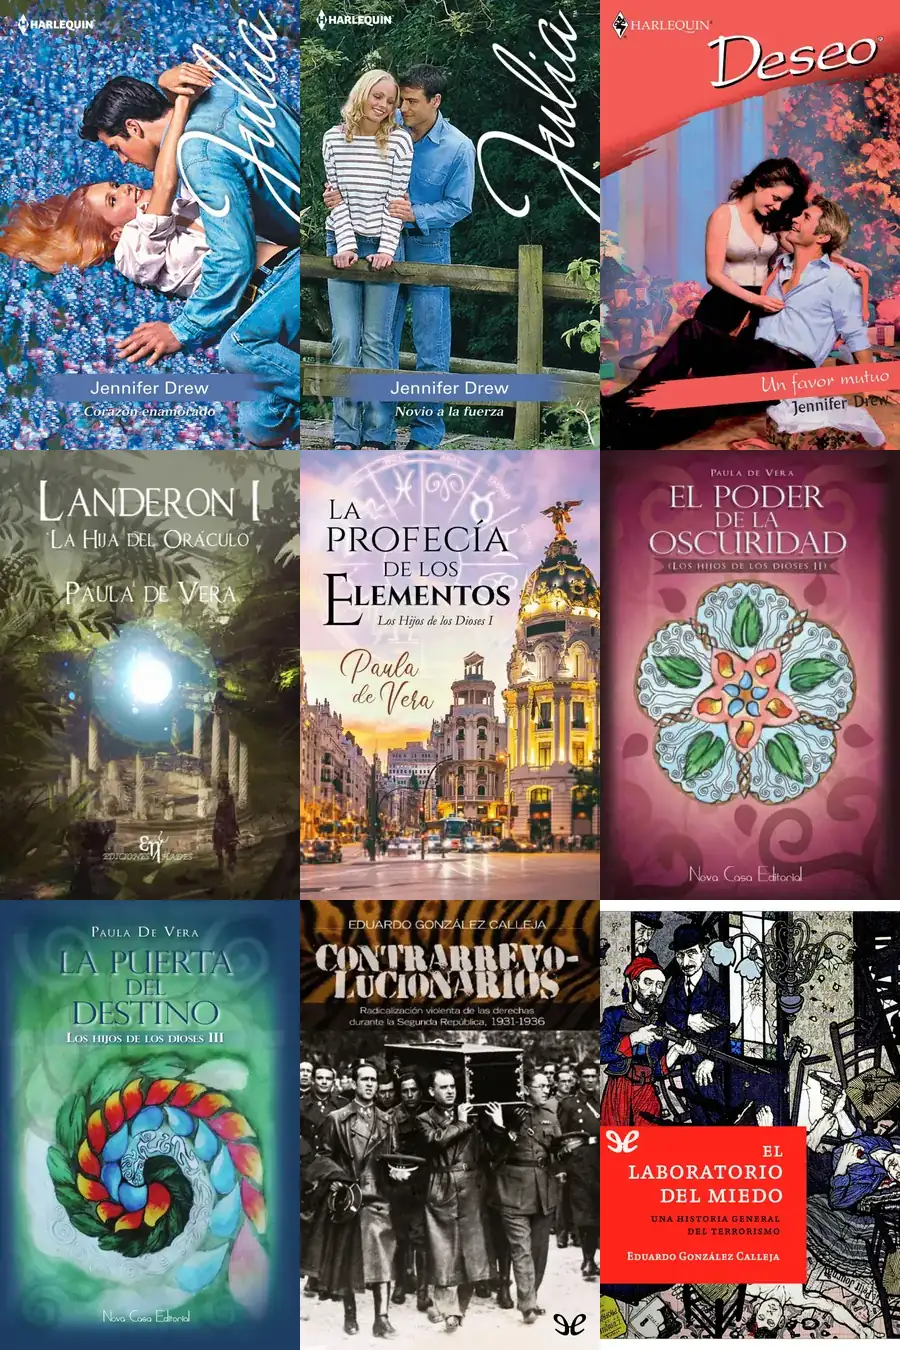 HARLEQUIN™
Julia
Jennifer Drew
Corazón enamorado
HARLEQUIN™
Julia
Jennifer Drew
Novio a la fuerza
HARLEQUIN™
Deseo
Un favor mutuo
Jennifer Drew
LANDERON I
"LA HIJA DEL ORÁCULO"
PAULA DE VERA
EDICIONES HADES
LA
PROFECÍA
DE LOS
ELEMENTOS
Los Hijos de los Dioses I
Paula
de Vera
PAULA DE VERA
EL PODER
DE LA
OSCURIDAD
(LOS HIJOS DE LOS DIOSES II)
Nova Casa Editorial
PAULA DE VERA
LA PUERTA
DEL
DESTINO
LOS HIJOS DE LOS DIOSES III
Nova Casa Editorial
EDUARDO GONZÁLEZ CALLEJA
CONTRARREVO-
LUCIONARIOS
Radicalización violenta de las derechas
durante la Segunda República, 1931-1936
EL
LABORATORIO
DEL MIEDO
UNA HISTORIA GENERAL
DEL TERRORISMO
EDUARDO GONZÁLEZ CALLEJA